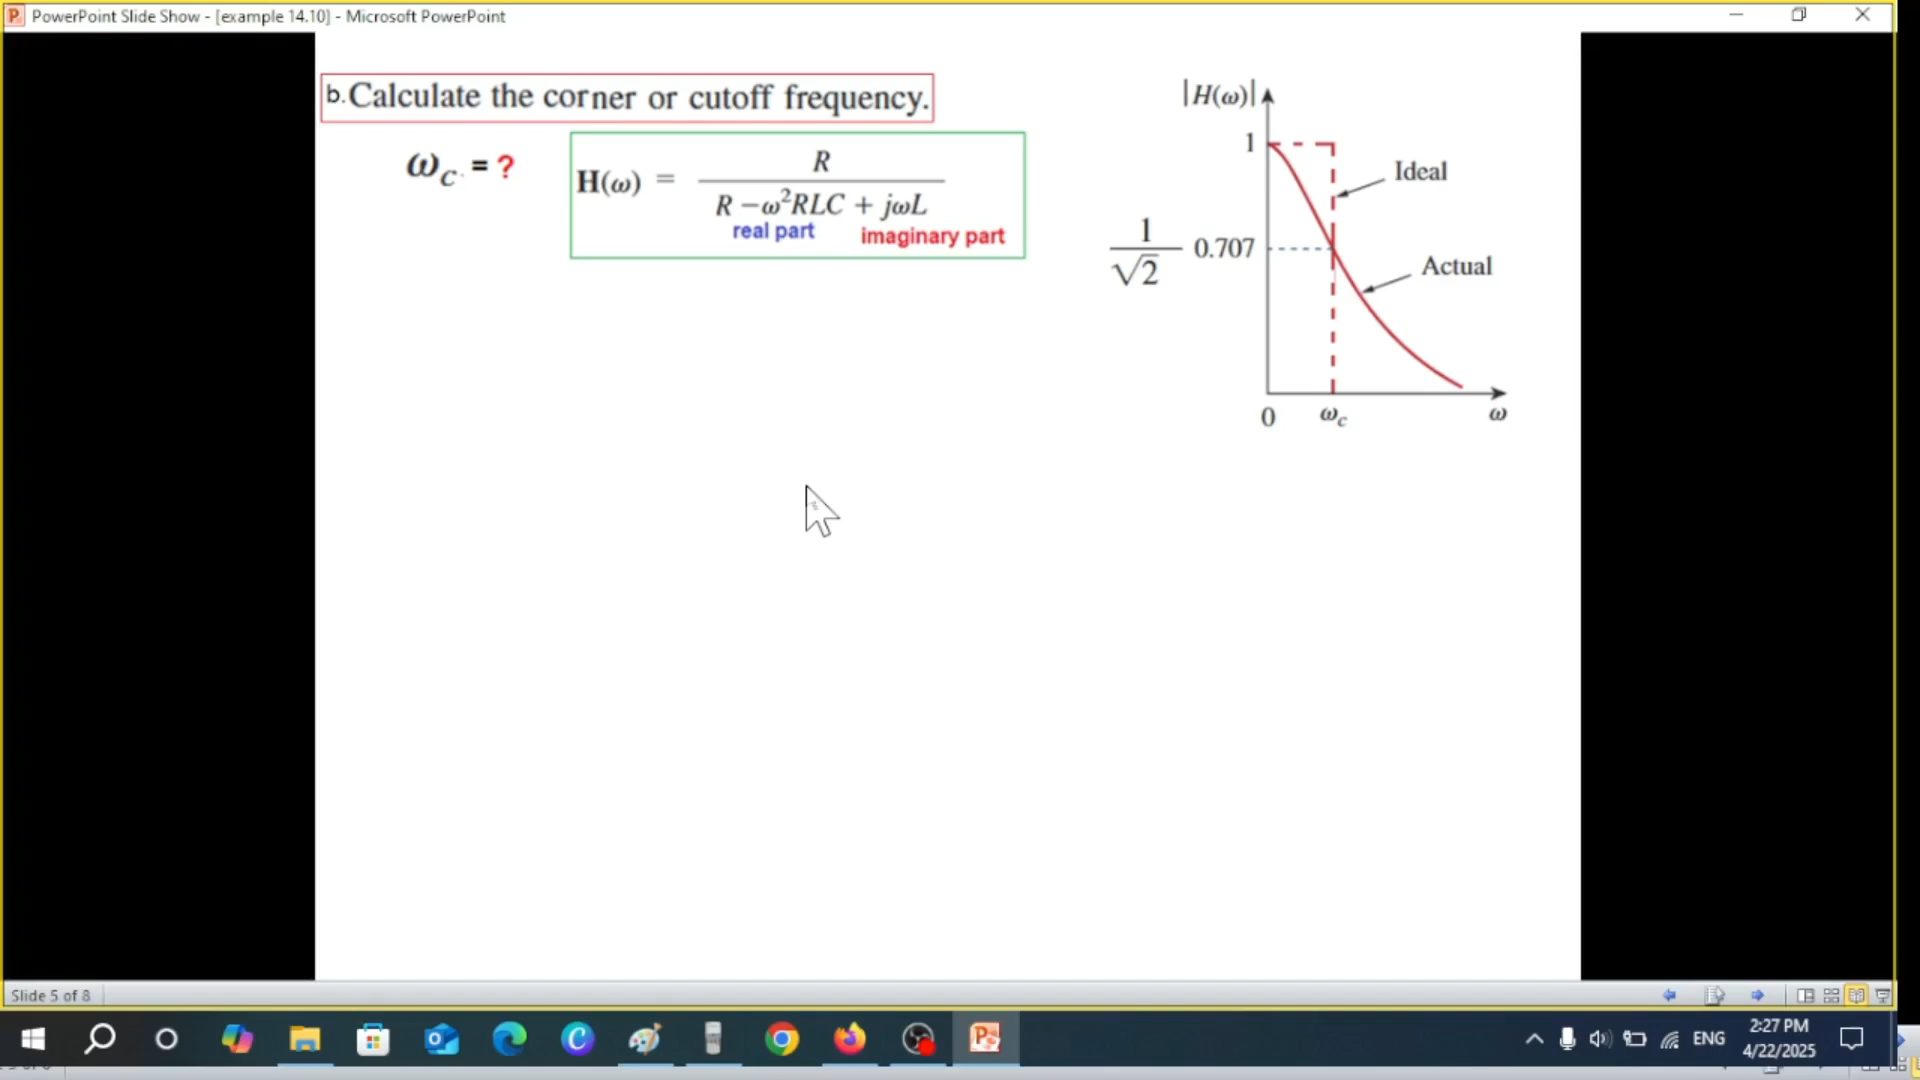 PowerPoint Slide Show - [example 14.10] - Microsoft PowerPoint
b. Calculate the corner or cutoff frequency.
ω_c = ?
H(ω) = R / (R − ω²RLC + jωL)
real part
imaginary part
|H(ω)|
1
Ideal
1/√2
0.707
Actual
0
ω_c
ω
Slide 5 of 8
ENG
2:27 PM
4/22/2025